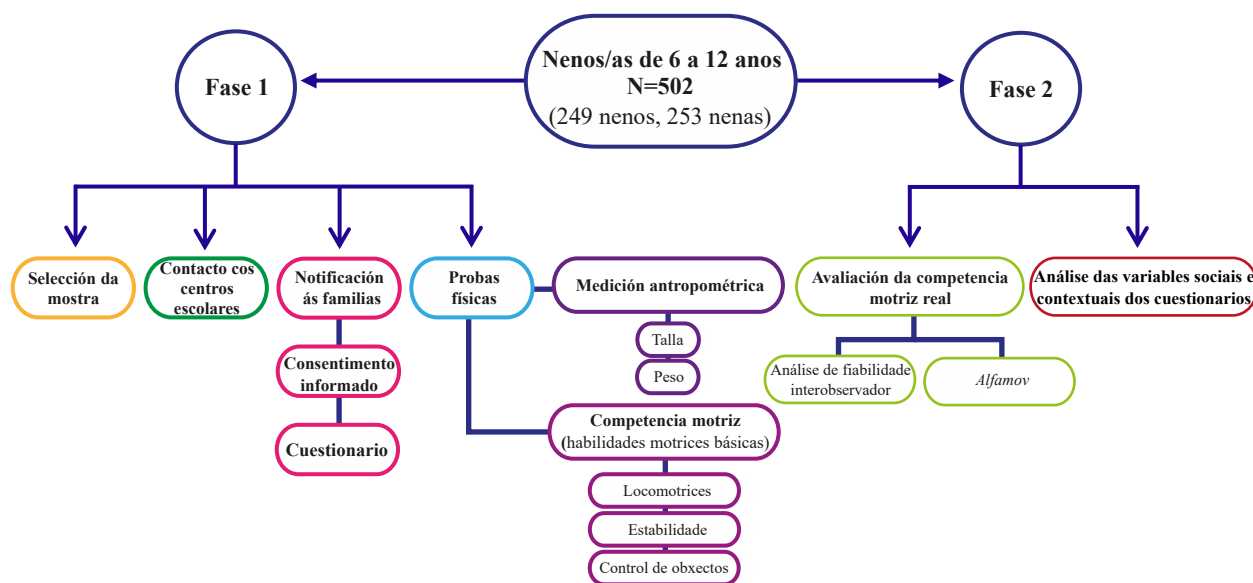 Nenos/as de 6 a 12 anos
N=502
(249 nenos, 253 nenas)
Fase 1
Fase 2
Selección da
mostra
Contacto cos
centros
escolares
Notificación
ás familias
Probas
físicas
Medición antropométrica
Avaliación da competencia
motriz real
Análise das variables sociais e
contextuais dos cuestionarios
Talla
Peso
Consentimento
informado
Cuestionario
Análise de fiabilidade
interobservador
Alfamov
Competencia motriz
(habilidades motrices básicas)
Locomotrices
Estabilidade
Control de obxectos